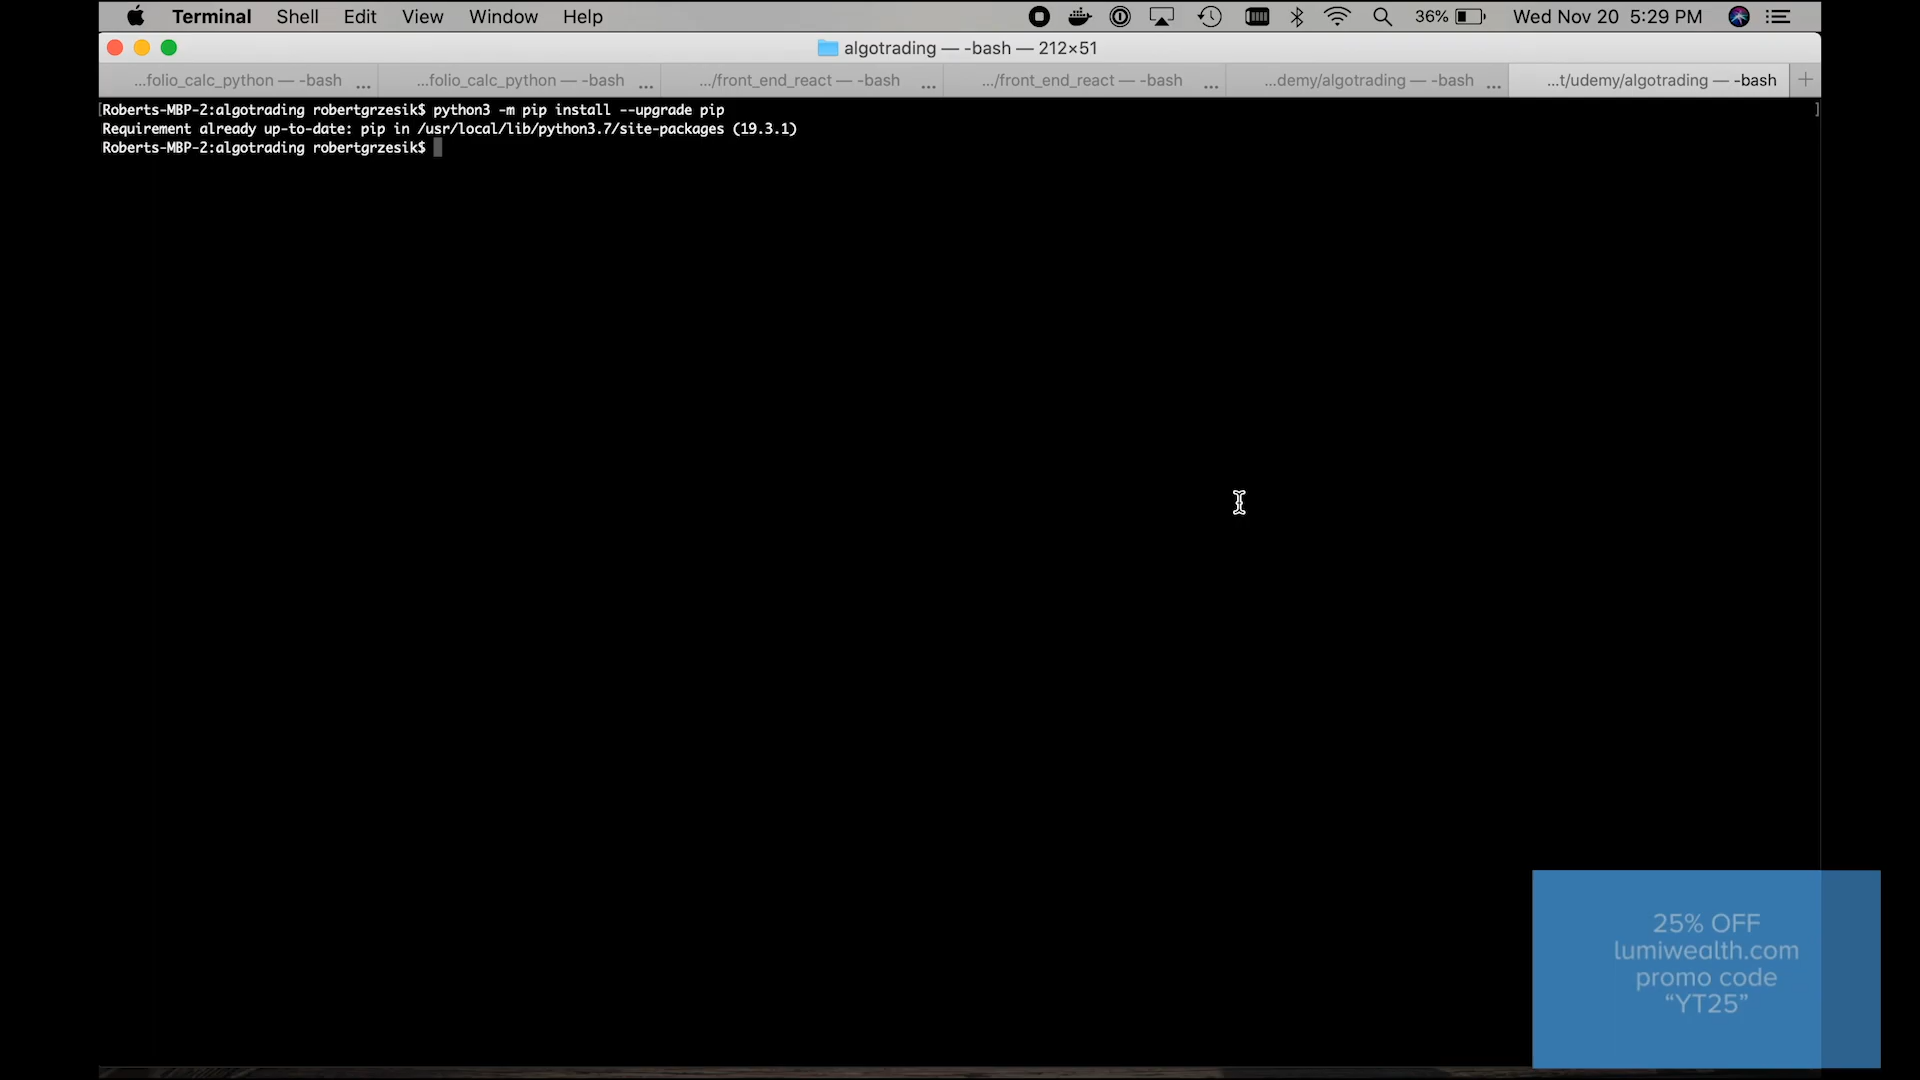 Terminal Shell Edit View Window Help 36% Wed Nov 20 5:29 PM
algotrading — -bash — 212×51
...folio_calc_python — -bash ... ...folio_calc_python — -bash ... .../front_end_react — -bash ... .../front_end_react — -bash ... ...demy/algotrading — -bash ... ...t/udemy/algotrading — -bash +
[Roberts-MBP-2:algotrading robertgrzesik$ python3 -m pip install --upgrade pip ]
Requirement already up-to-date: pip in /usr/local/lib/python3.7/site-packages (19.3.1)
Roberts-MBP-2:algotrading robertgrzesik$
25% OFF
lumiwealth.com
promo code
“YT25”